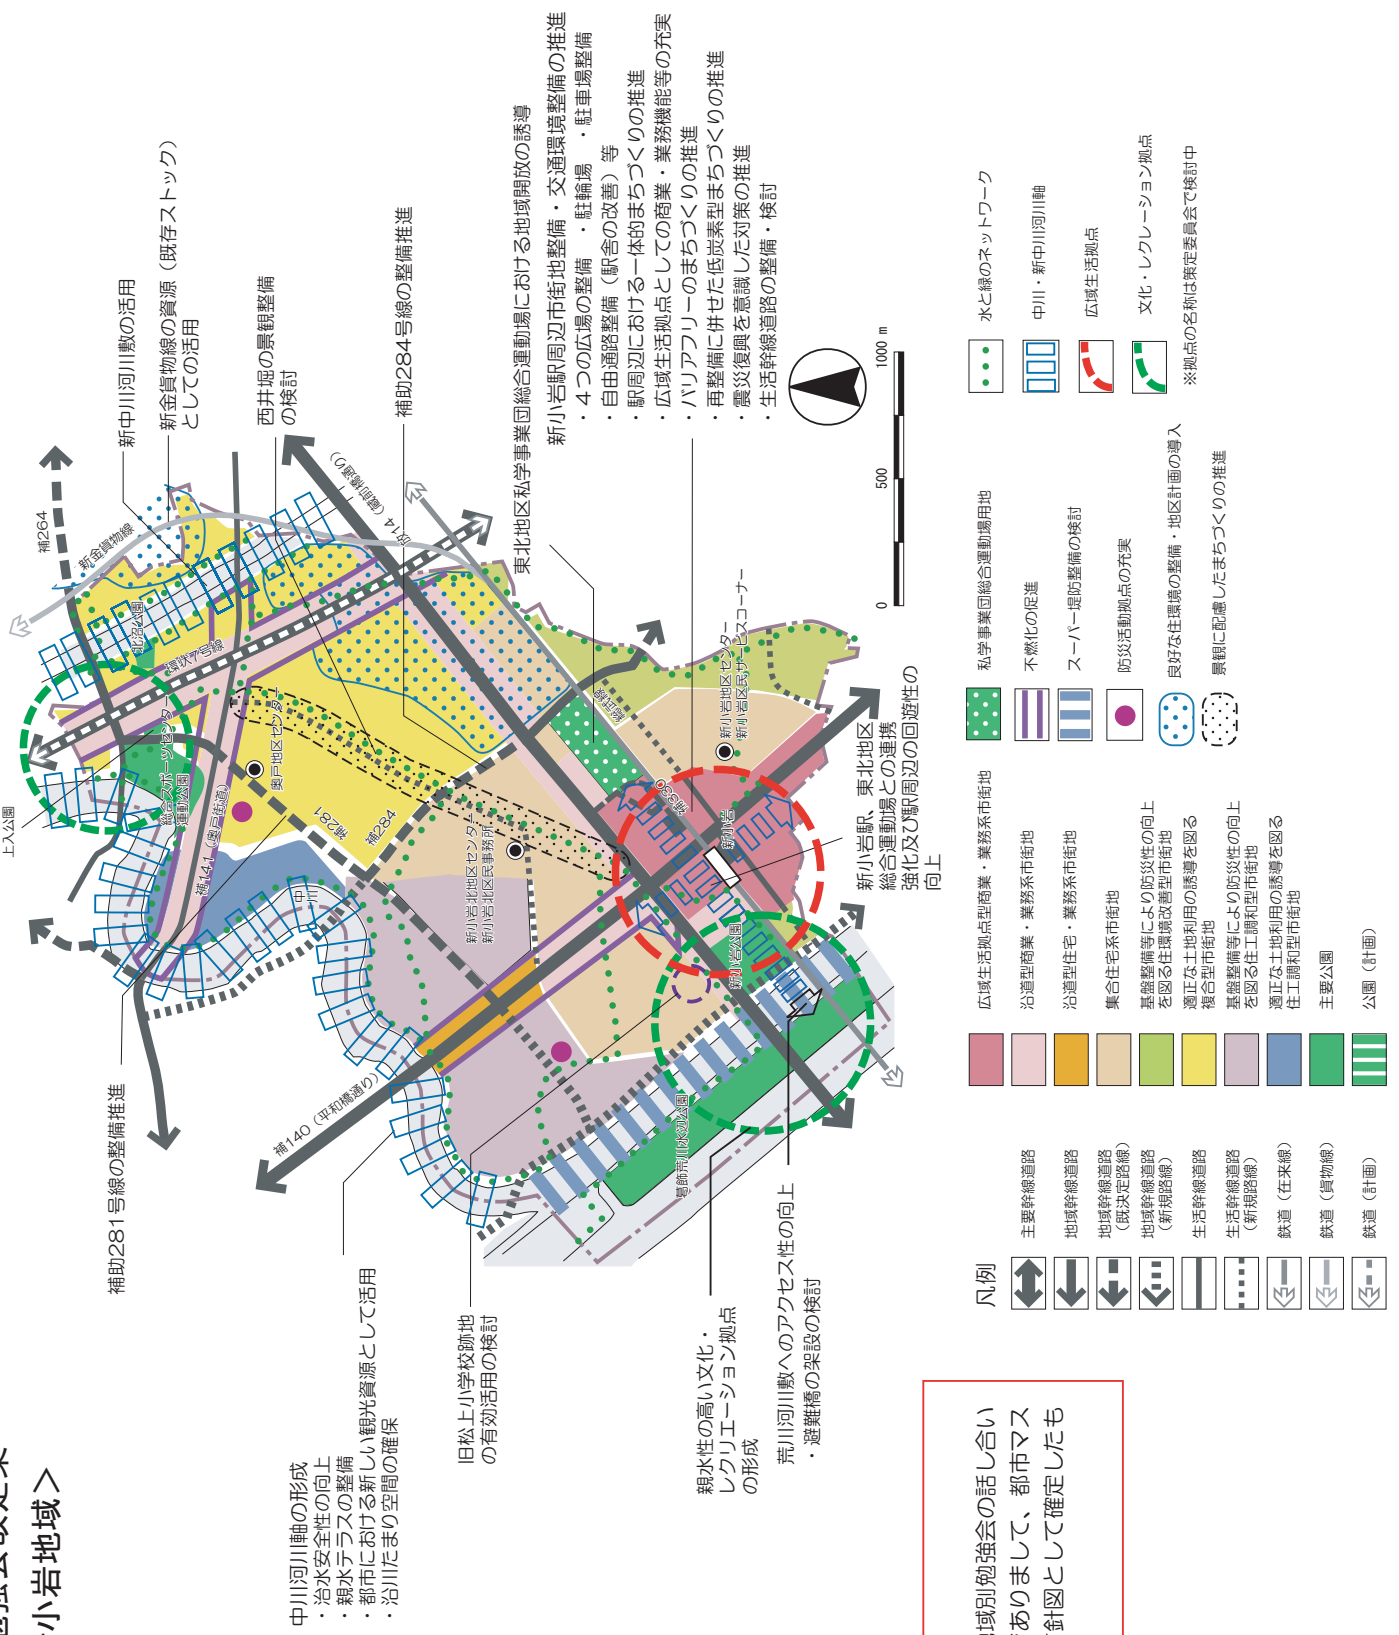 勉強会改定案
小岩地域＞
中川河川軸の形成
・治水安全性の向上
・親水テラスの整備
・都市における新しい観光資源として活用
・沿川たまり空間の確保
補助281号線の整備推進
旧松上小学校跡地
の有効活用の検討
親水性の高い文化・
レクリエーション拠点
の形成
荒川河川敷へのアクセス性の向上
・避難橋の架設の検討
新中川河川敷の活用
新金貨物線の資源（既存ストック）
としての活用
西井堀の景観整備
の検討
補助284号線の整備推進
東北地区私学事業団総合運動場における地域開放の誘導
新小岩駅周辺市街地整備・交通環境整備の推進
・４つの広場の整備　・駐輪場　・駐車場整備
・自由通路整備（駅舎の改善）等
・駅周辺における一体的まちづくりの推進
・広域生活拠点としての商業・業務機能等の充実
・バリアフリーのまちづくりの推進
・再整備に併せた低炭素型まちづくりの推進
・震災復興を意識した対策の推進
・生活幹線道路の整備・検討
新小岩駅、東北地区
総合運動場との連携
強化及び駅周辺の回遊性の
向上
上入公園
補264
新金貨物線
北沼公園
環状7号線
総合スポーツセンター
運動公園
奥戸地区センター
補141（奥戸街道）
中川
補281
補284
放14（蔵前橋通り）
新小岩北地区センター
新小岩北区民事務所
総武線
補330
新小岩地区センター
新小岩区民サービスコーナー
新小岩
新小岩公園
補140（平和橋通り）
葛飾荒川水辺公園
0
500
1000 m
凡例
主要幹線道路
地域幹線道路
地域幹線道路
（既決定路線）
地域幹線道路
（新規路線）
生活幹線道路
生活幹線道路
（新規路線）
鉄道（在来線）
鉄道（貨物線）
鉄道（計画）
広域生活拠点型商業・業務系市街地
沿道型商業・業務系市街地
沿道型住宅・業務系市街地
集合住宅系市街地
基盤整備等により防災性の向上
を図る住環境改善型市街地
適正な土地利用の誘導を図る
複合型市街地
基盤整備等により防災性の向上
を図る住工調和型市街地
適正な土地利用の誘導を図る
住工調和型市街地
主要公園
公園（計画）
私学事業団総合運動場用地
不燃化の促進
スーパー堤防整備の検討
防災活動拠点の充実
良好な住環境の整備・地区計画の導入
景観に配慮したまちづくりの推進
水と緑のネットワーク
中川・新中川河川軸
広域生活拠点
文化・レクレーション拠点
※拠点の名称は策定委員会で検討中
域別勉強会の話し合い
ありまして、都市マス
針図として確定したも